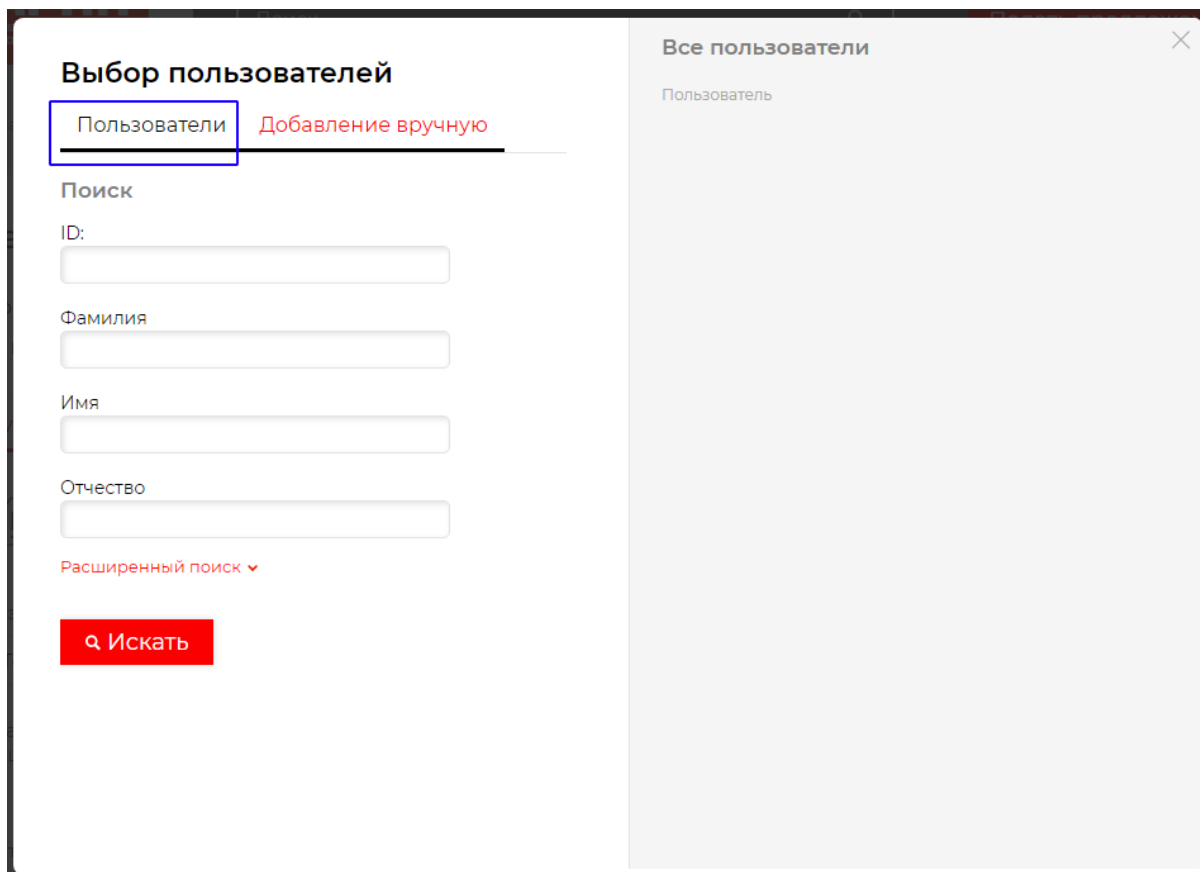 Выбор пользователей
Пользователи Добавление вручную
Поиск
ID:
Фамилия
Имя
Отчество
Расширенный поиск
Искать
Все пользователи
Пользователь